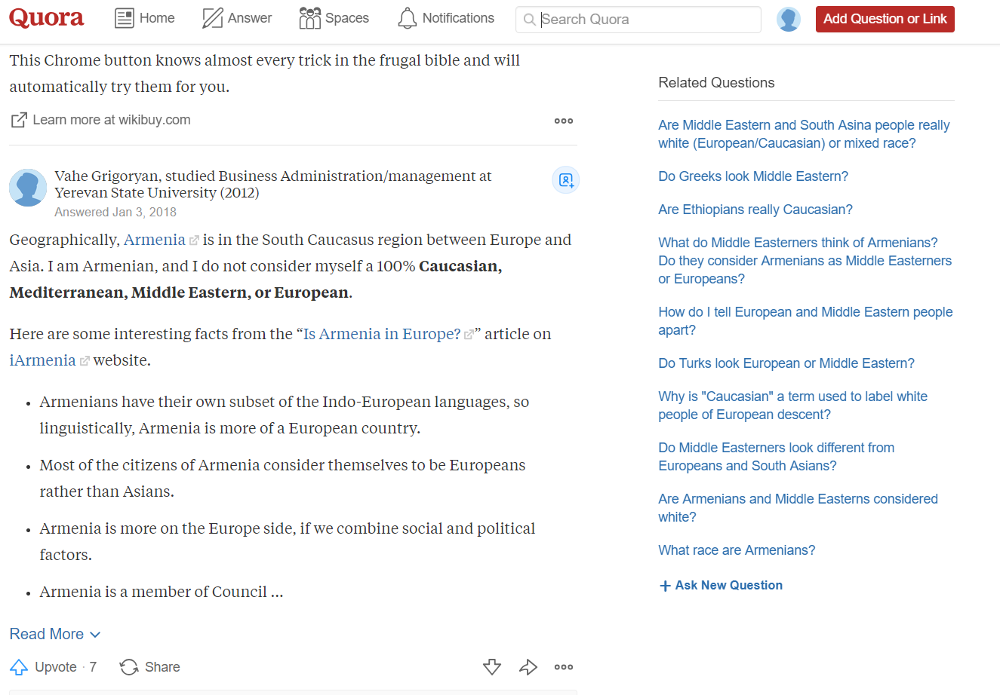 Quora
Home
Answer
Spaces
Notifications
Search Quora
Add Question or Link
This Chrome button knows almost every trick in the frugal bible and will
automatically try them for you.
Learn more at wikibuy.com
Vahe Grigoryan, studied Business Administration/management at
Yerevan State University (2012)
Answered Jan 3, 2018
Geographically, Armenia is in the South Caucasus region between Europe and
Asia. I am Armenian, and I do not consider myself a 100% Caucasian,
Mediterranean, Middle Eastern, or European.
Here are some interesting facts from the “Is Armenia in Europe?” article on
iArmenia website.
• Armenians have their own subset of the Indo-European languages, so
linguistically, Armenia is more of a European country.
• Most of the citizens of Armenia consider themselves to be Europeans
rather than Asians.
• Armenia is more on the Europe side, if we combine social and political
factors.
• Armenia is a member of Council ...
Read More
Upvote · 7
Share
Related Questions
Are Middle Eastern and South Asina people really
white (European/Caucasian) or mixed race?
Do Greeks look Middle Eastern?
Are Ethiopians really Caucasian?
What do Middle Easterners think of Armenians?
Do they consider Armenians as Middle Easterners
or Europeans?
How do I tell European and Middle Eastern people
apart?
Do Turks look European or Middle Eastern?
Why is "Caucasian" a term used to label white
people of European descent?
Do Middle Easterners look different from
Europeans and South Asians?
Are Armenians and Middle Easterns considered
white?
What race are Armenians?
+ Ask New Question